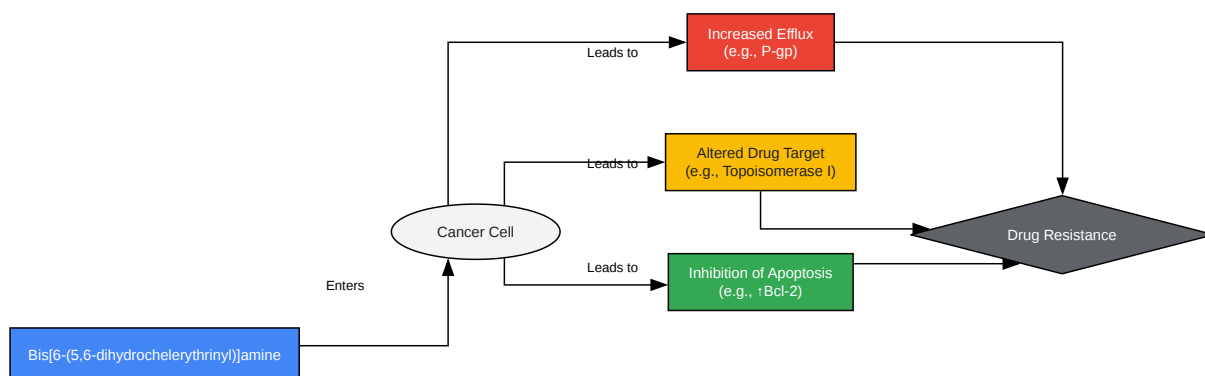 Increased Efflux
(e.g., P-gp)
Leads to
Altered Drug Target
(e.g., Topoisomerase I)
Leads to
Cancer Cell
Drug Resistance
Leads to
Inhibition of Apoptosis
(e.g., ↑Bcl-2)
Enters
Bis[6-(5,6-dihydrochelerythrinyl)]amine